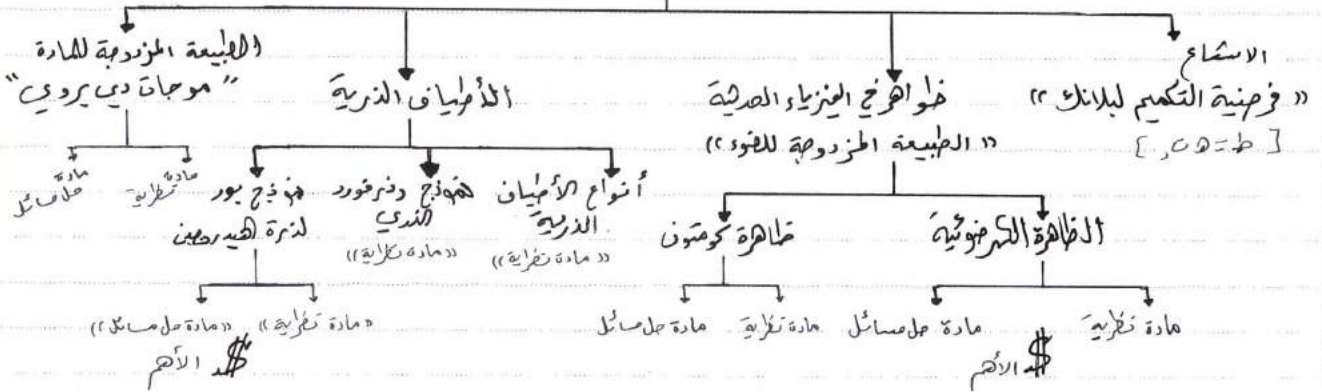 الاشعاع
« فرضية التكميم لبلانك »
[ ط = هـ ت د ]
ظواهر في الفيزياء الحديثة
« الطبيعة المزدوجة للضوء »
الظاهرة الكهرضوئية
مادة نظرية
مادة حل مسائل
$ الأهم
ظاهرة كومتون
مادة نظرية
مادة حل مسائل
الأطياف الذرية
أنواع الأطياف
الذرية
« مادة نظرية »
نموذج رذرفورد
الذري
« مادة نظرية »
نموذج بور
لذرة الهيدروجين
« مادة نظرية »
« مادة حل مسائل »
$ الأهم
الطبيعة المزدوجة للمادة
" موجات دي بروي "
مادة نظرية
مادة
حل مسائل